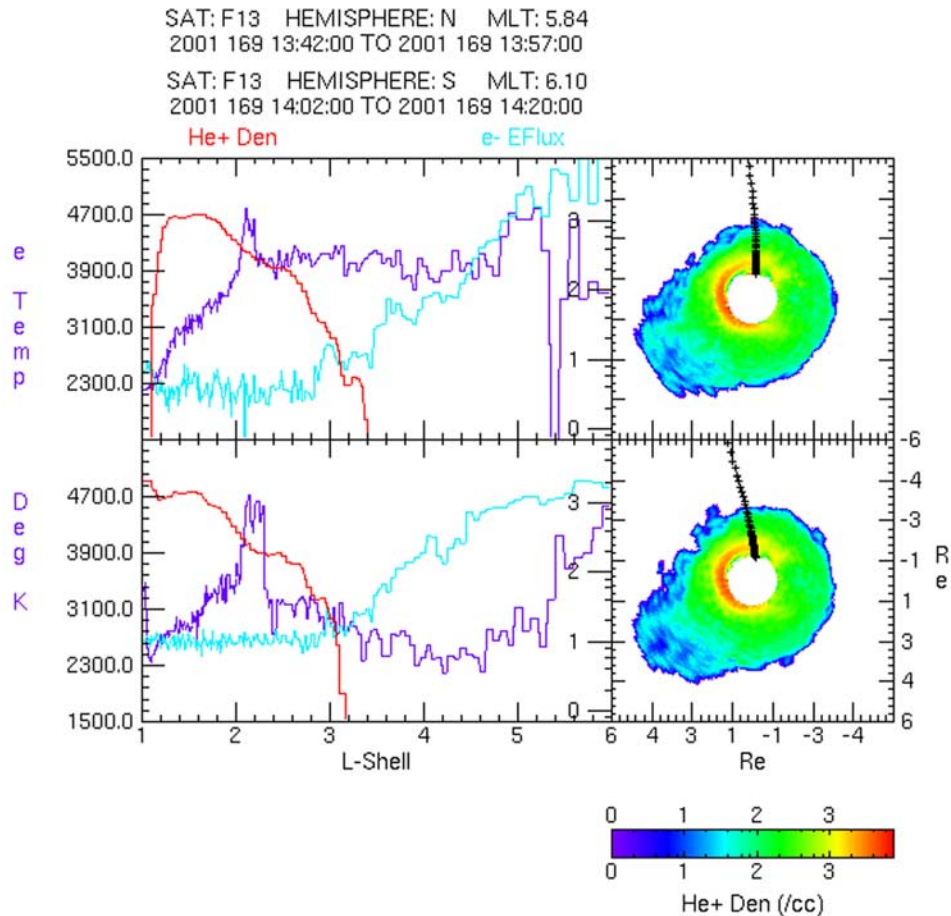 SAT: F13 HEMISPHERE: N MLT: 5.84
2001 169 13:42:00 TO 2001 169 13:57:00
SAT: F13 HEMISPHERE: S MLT: 6.10
2001 169 14:02:00 TO 2001 169 14:20:00
He+ Den e- EFlux
5500.0
4700.0
3900.0
3100.0
2300.0
e Temp
3
2
1
0
4700.0
3900.0
3100.0
2300.0
1500.0
Deg K
3
2
1
0
1 2 3 4 5 6
L-Shell
-6
-4
-3
-1
1
3
4
6
Re
6 4 3 1 -1 -3 -4
Re
0 1 2 3
0 1 2 3
He+ Den (/cc)